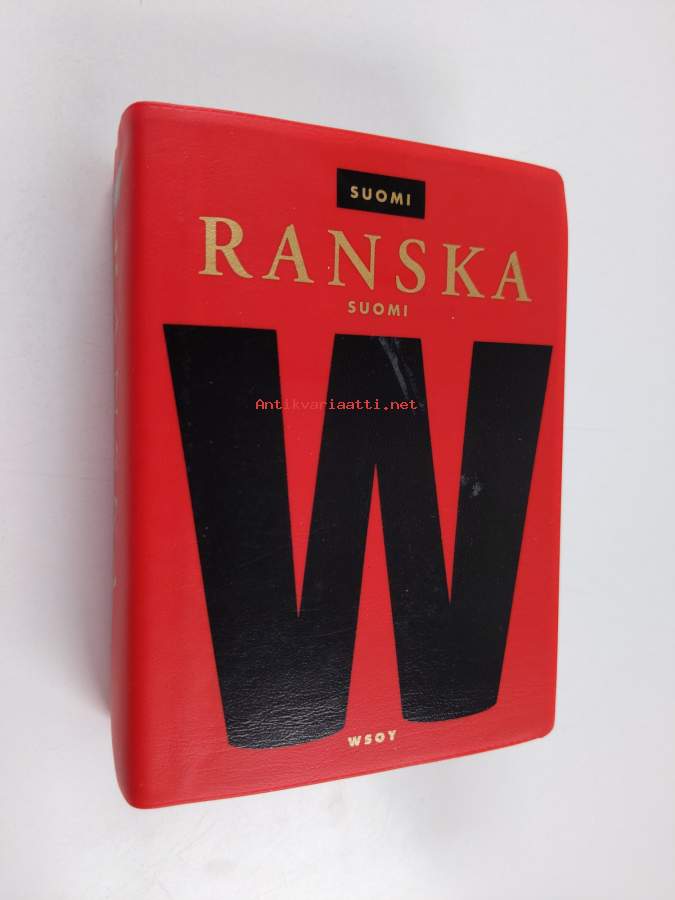 SUOMI
RANSKA
SUOMI
W
Antikvariaatti.net
WSOY